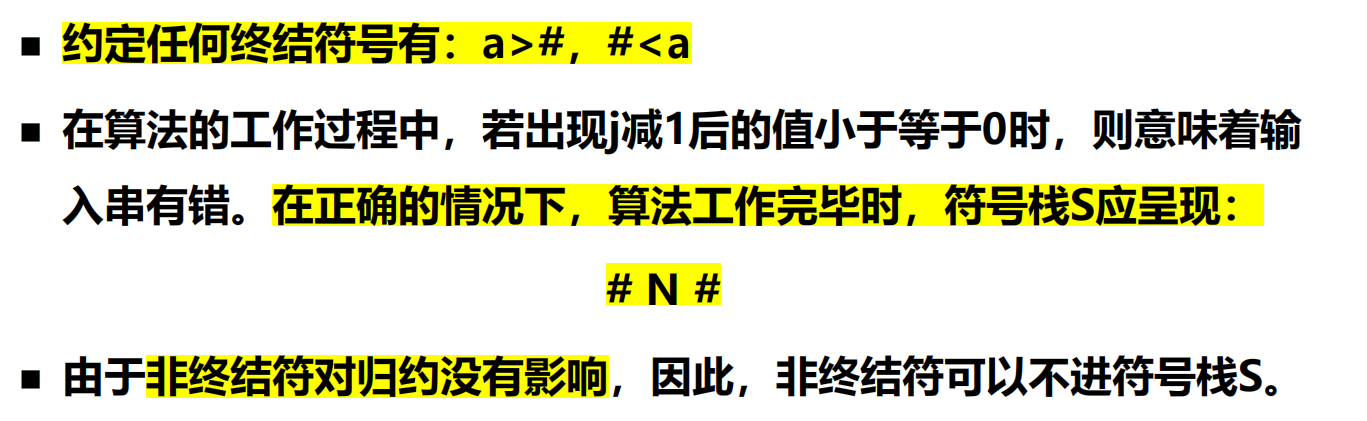 ■ 约定任何终结符号有：a>#，#<a
■ 在算法的工作过程中，若出现j减1后的值小于等于0时，则意味着输
入串有错。在正确的情况下，算法工作完毕时，符号栈S应呈现：
# N #
■ 由于非终结符对归约没有影响，因此，非终结符可以不进符号栈S。